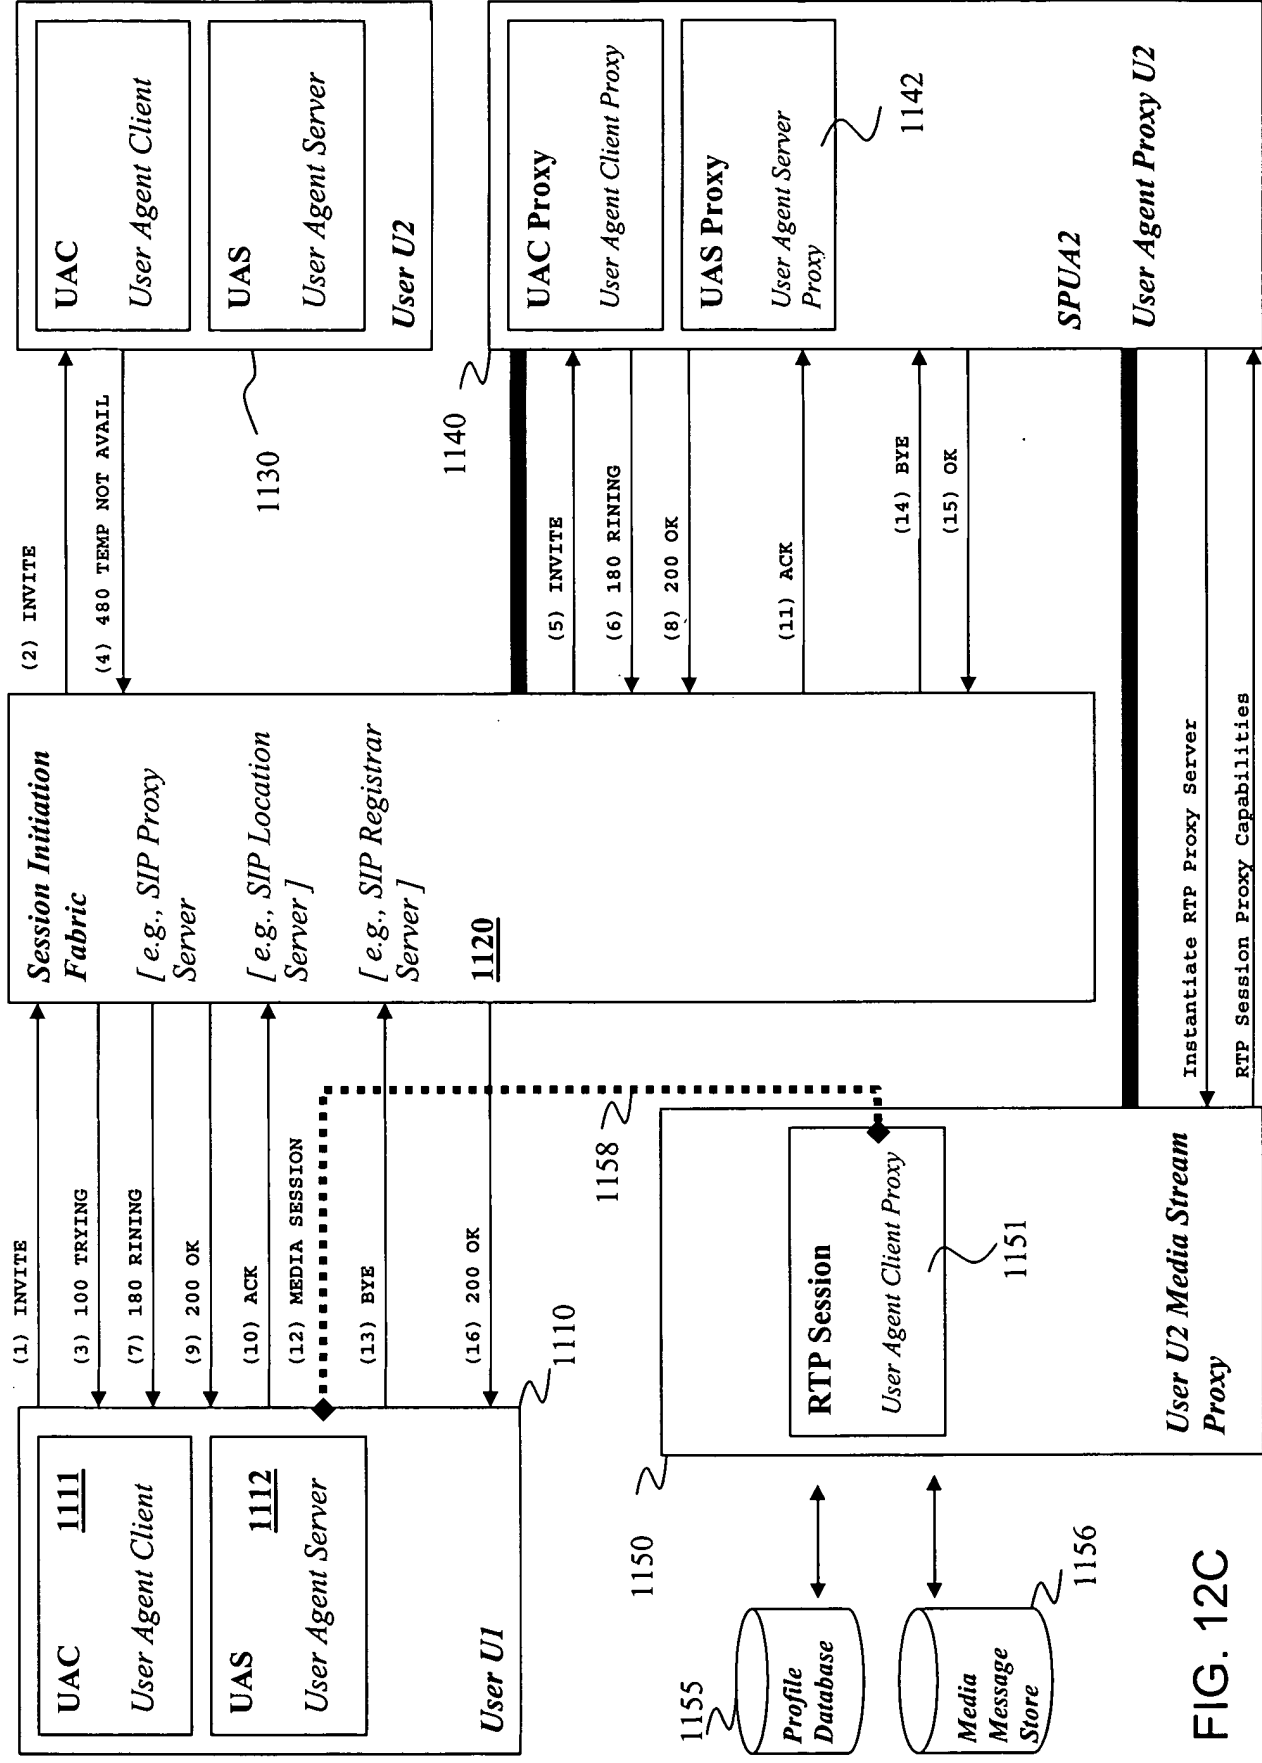 UAC
1111
User Agent Client
UAS
1112
User Agent Server
User U1
1110
(1) INVITE
(3) 100 TRYING
(7) 180 RINING
(9) 200 OK
(10) ACK
(12) MEDIA SESSION
(13) BYE
(16) 200 OK
Session Initiation
Fabric
[ e.g., SIP Proxy
Server
[ e.g., SIP Location
Server ]
[ e.g., SIP Registrar
Server ]
1120
(2) INVITE
(4) 480 TEMP NOT AVAIL
UAC
User Agent Client
UAS
User Agent Server
User U2
1130
1140
(5) INVITE
(6) 180 RINING
(8) 200 OK
(11) ACK
(14) BYE
(15) OK
UAC Proxy
User Agent Client Proxy
UAS Proxy
User Agent Server
Proxy
1142
SPUA2
User Agent Proxy U2
1158
1150
RTP Session
User Agent Client Proxy
1151
User U2 Media Stream
Proxy
Instantiate RTP Proxy Server
RTP Session Proxy Capabilities
1155
Profile
Database
Media
Message
Store
1156
FIG. 12C